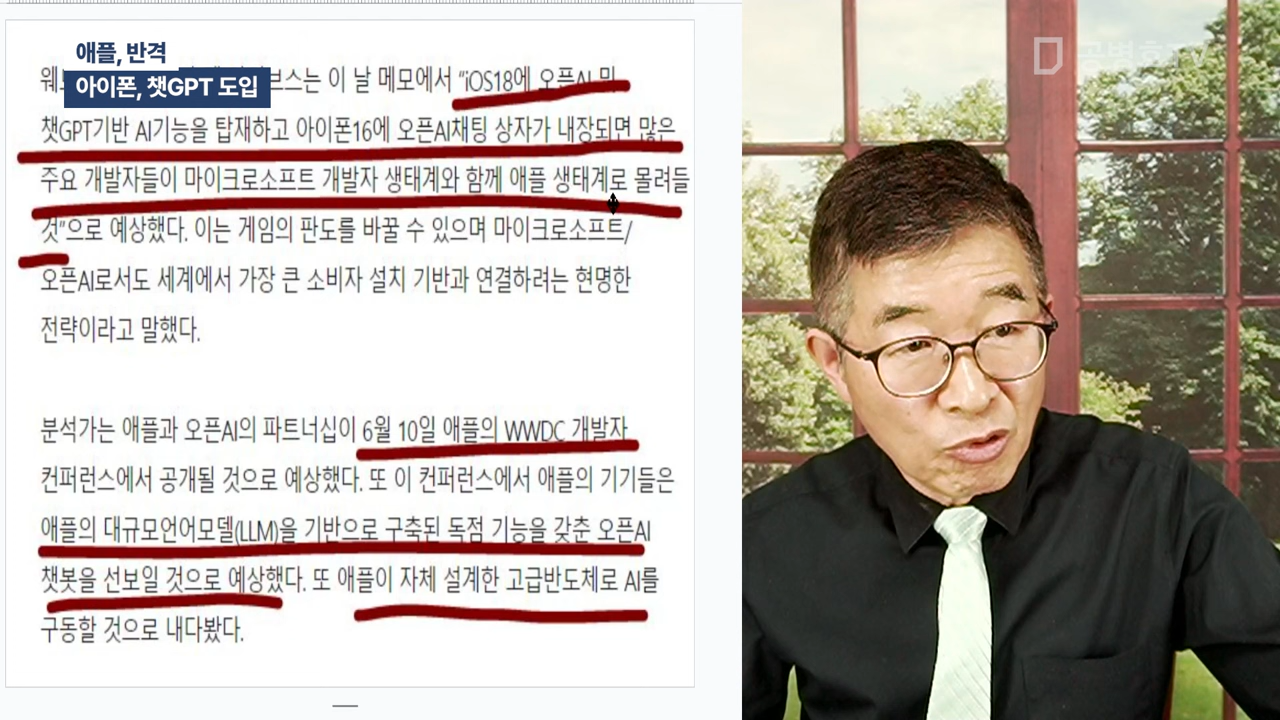 애플, 반격
아이폰, 챗GPT 도입
이 날 메모에서 “iOS18에 오픈AI 및
챗GPT기반 AI기능을 탑재하고 아이폰16에 오픈AI채팅 상자가 내장되면 많은
주요 개발자들이 마이크로소프트 개발자 생태계와 함께 애플 생태계로 몰려들
것”으로 예상했다. 이는 게임의 판도를 바꿀 수 있으며 마이크로소프트/
오픈AI로서도 세계에서 가장 큰 소비자 설치 기반과 연결하려는 현명한
전략이라고 말했다.
분석가는 애플과 오픈AI의 파트너십이 6월 10일 애플의 WWDC 개발자
컨퍼런스에서 공개될 것으로 예상했다. 또 이 컨퍼런스에서 애플의 기기들은
애플의 대규모언어모델(LLM)을 기반으로 구축된 독점 기능을 갖춘 오픈AI
챗봇을 선보일 것으로 예상했다. 또 애플이 자체 설계한 고급반도체로 AI를
구동할 것으로 내다봤다.
공병호TV